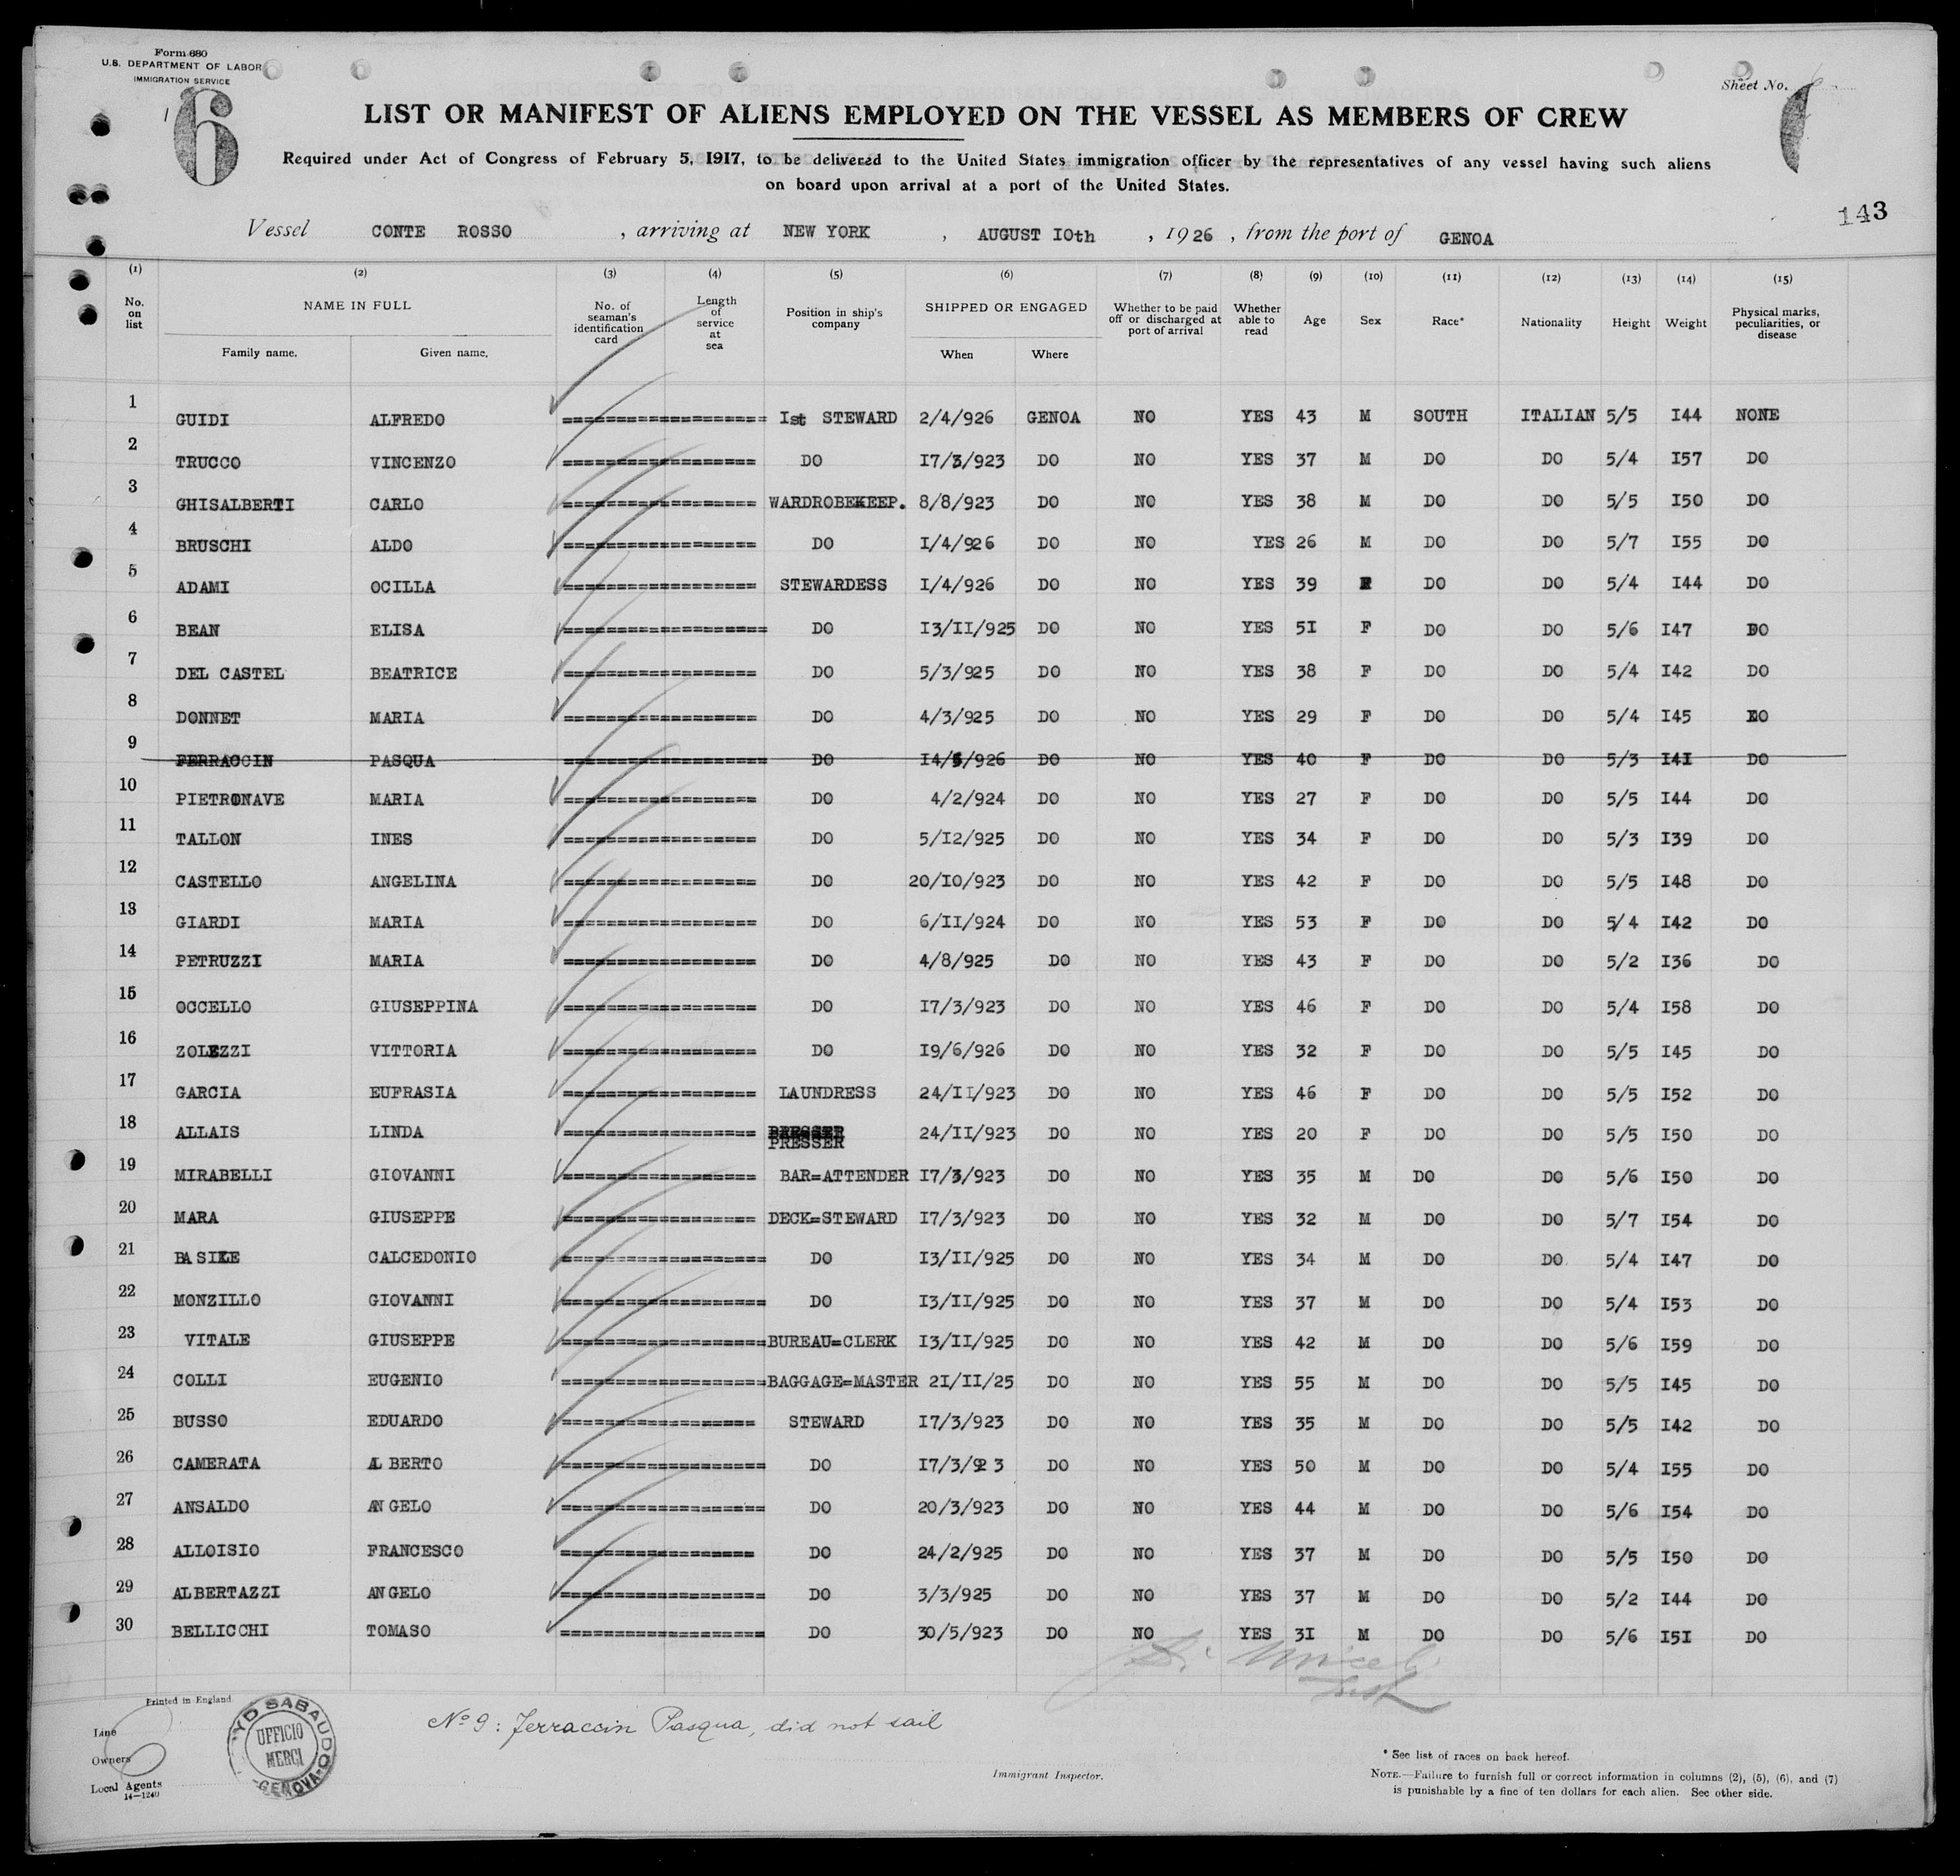 Form 680
U.S. DEPARTMENT OF LABOR
IMMIGRATION SERVICE
6
Sheet No.
LIST OR MANIFEST OF ALIENS EMPLOYED ON THE VESSEL AS MEMBERS OF CREW
Required under Act of Congress of February 5, 1917, to be delivered to the United States immigration officer by the representatives of any vessel having such aliens
on board upon arrival at a port of the United States.
143
Vessel CONTE ROSSO , arriving at NEW YORK , AUGUST IOth , 1926 , from the port of GENOA
(1) (2) (3) (4) (5) (6) (7) (8) (9) (10) (11) (12) (13) (14) (15)
No. on list NAME IN FULL Family name. Given name. No. of seaman's identification card Length of service at sea Position in ship's company SHIPPED OR ENGAGED When Where Whether to be paid off or discharged at port of arrival Whether able to read Age Sex Race* Nationality Height Weight Physical marks, peculiarities, or disease
1 GUIDI ALFREDO =================== Ist STEWARD 2/4/926 GENOA NO YES 43 M SOUTH ITALIAN 5/5 I44 NONE
2 TRUCCO VINCENZO ================== DO I7/3/923 DO NO YES 37 M DO DO 5/4 I57 DO
3 GHISALBERTI CARLO ================== WARDROBEKEEP. 8/8/923 DO NO YES 38 M DO DO 5/5 I50 DO
4 BRUSCHI ALDO ================== DO I/4/926 DO NO YES 26 M DO DO 5/7 I55 DO
5 ADAMI OCILLA ================== STEWARDESS I/4/926 DO NO YES 39 F DO DO 5/4 I44 DO
6 BEAN ELISA =================== DO I3/II/925 DO NO YES 5I F DO DO 5/6 I47 DO
7 DEL CASTEL BEATRICE ================== DO 5/3/925 DO NO YES 38 F DO DO 5/4 I42 DO
8 DONNET MARIA ================== DO 4/3/925 DO NO YES 29 F DO DO 5/4 I45 DO
9 FERRACCIN PASQUA =================== DO I4/5/926 DO NO YES 40 F DO DO 5/3 I4I DO
10 PIETRONAVE MARIA ================== DO 4/2/924 DO NO YES 27 F DO DO 5/5 I44 DO
11 TALLON INES ================== DO 5/I2/925 DO NO YES 34 F DO DO 5/3 I39 DO
12 CASTELLO ANGELINA ================== DO 20/IO/923 DO NO YES 42 F DO DO 5/5 I48 DO
13 GIARDI MARIA ================== DO 6/II/924 DO NO YES 53 F DO DO 5/4 I42 DO
14 PETRUZZI MARIA ================== DO 4/8/925 DO NO YES 43 F DO DO 5/2 I36 DO
15 OCCELLO GIUSEPPINA ================== DO I7/3/923 DO NO YES 46 F DO DO 5/4 I58 DO
16 ZOLEZZI VITTORIA ================== DO I9/6/926 DO NO YES 32 F DO DO 5/5 I45 DO
17 GARCIA EUFRASIA ================== LAUNDRESS 24/II/923 DO NO YES 46 F DO DO 5/5 I52 DO
18 ALLAIS LINDA ================== PRESSER 24/II/923 DO NO YES 20 F DO DO 5/5 I50 DO
19 MIRABELLI GIOVANNI ================== BAR=ATTENDER I7/3/923 DO NO YES 35 M DO DO 5/6 I50 DO
20 MARA GIUSEPPE ================== DECK=STEWARD I7/3/923 DO NO YES 32 M DO DO 5/7 I54 DO
21 BASILE CALCEDONIO =================== DO I3/II/925 DO NO YES 34 M DO DO 5/4 I47 DO
22 MONZILLO GIOVANNI =================== DO I3/II/925 DO NO YES 37 M DO DO 5/4 I53 DO
23 VITALE GIUSEPPE =================== BUREAU=CLERK I3/II/925 DO NO YES 42 M DO DO 5/6 I59 DO
24 COLLI EUGENIO =================== BAGGAGE=MASTER 2I/II/25 DO NO YES 55 M DO DO 5/5 I45 DO
25 BUSSO EDUARDO ================== STEWARD I7/3/923 DO NO YES 35 M DO DO 5/5 I42 DO
26 CAMERATA ALBERTO =================== DO I7/3/923 DO NO YES 50 M DO DO 5/4 I55 DO
27 ANSALDO ANGELO =================== DO 20/3/923 DO NO YES 44 M DO DO 5/6 I54 DO
28 ALLOISIO FRANCESCO ================== DO 24/2/925 DO NO YES 37 M DO DO 5/5 I50 DO
29 ALBERTAZZI ANGELO =================== DO 3/3/925 DO NO YES 37 M DO DO 5/2 I44 DO
30 BELLICCHI TOMASO =================== DO 30/5/923 DO NO YES 3I M DO DO 5/6 I5I DO
Printed in England.
Line
Owners
Local Agents
14—1240
LLOYD SABAUDO
UFFICIO
MERCI
GENOVA
No 9: Ferraccin Pasqua, did not sail
Immigrant Inspector.
* See list of races on back hereof.
NOTE.—Failure to furnish full or correct information in columns (2), (5), (6), and (7)
is punishable by a fine of ten dollars for each alien. See other side.